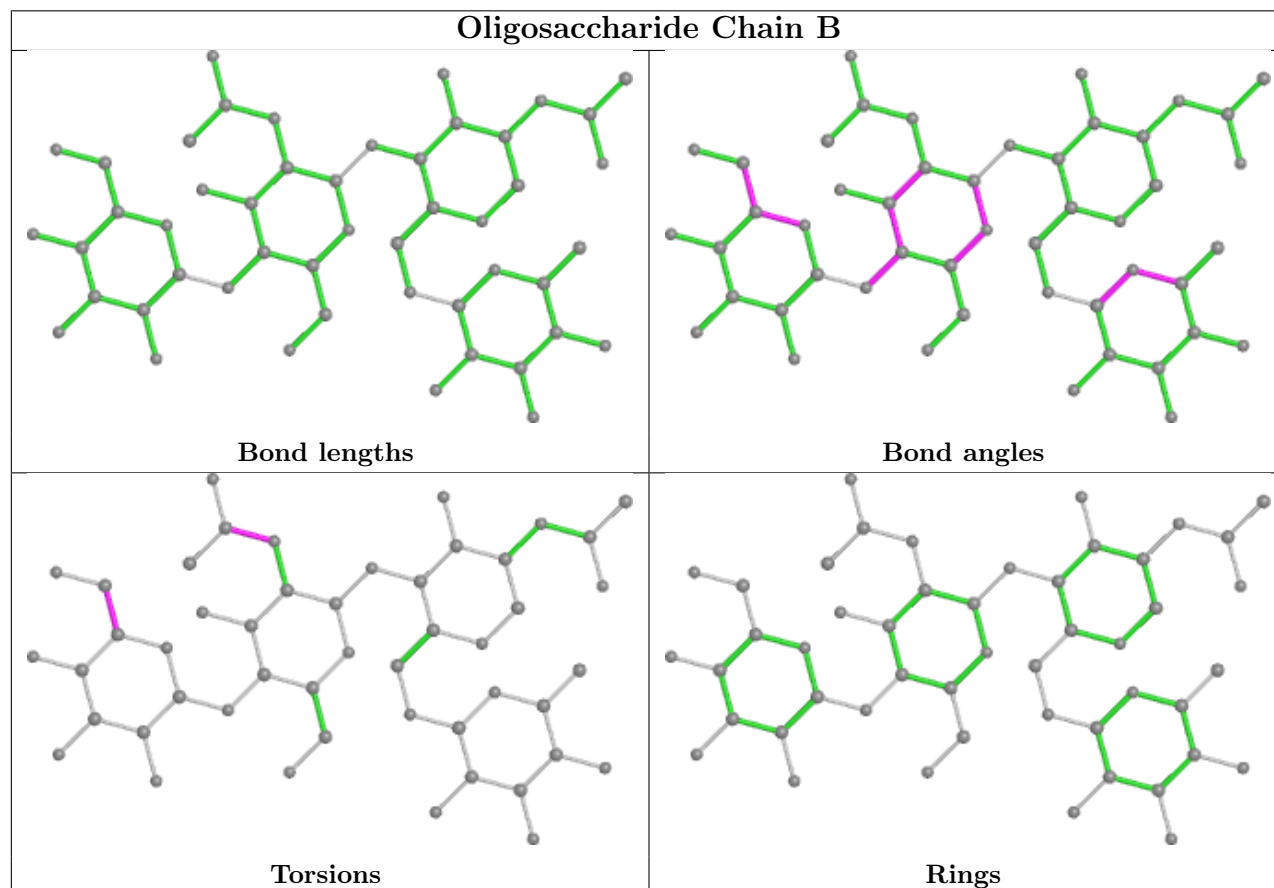 Oligosaccharide Chain B
Bond lengths
Bond angles
Torsions
Rings